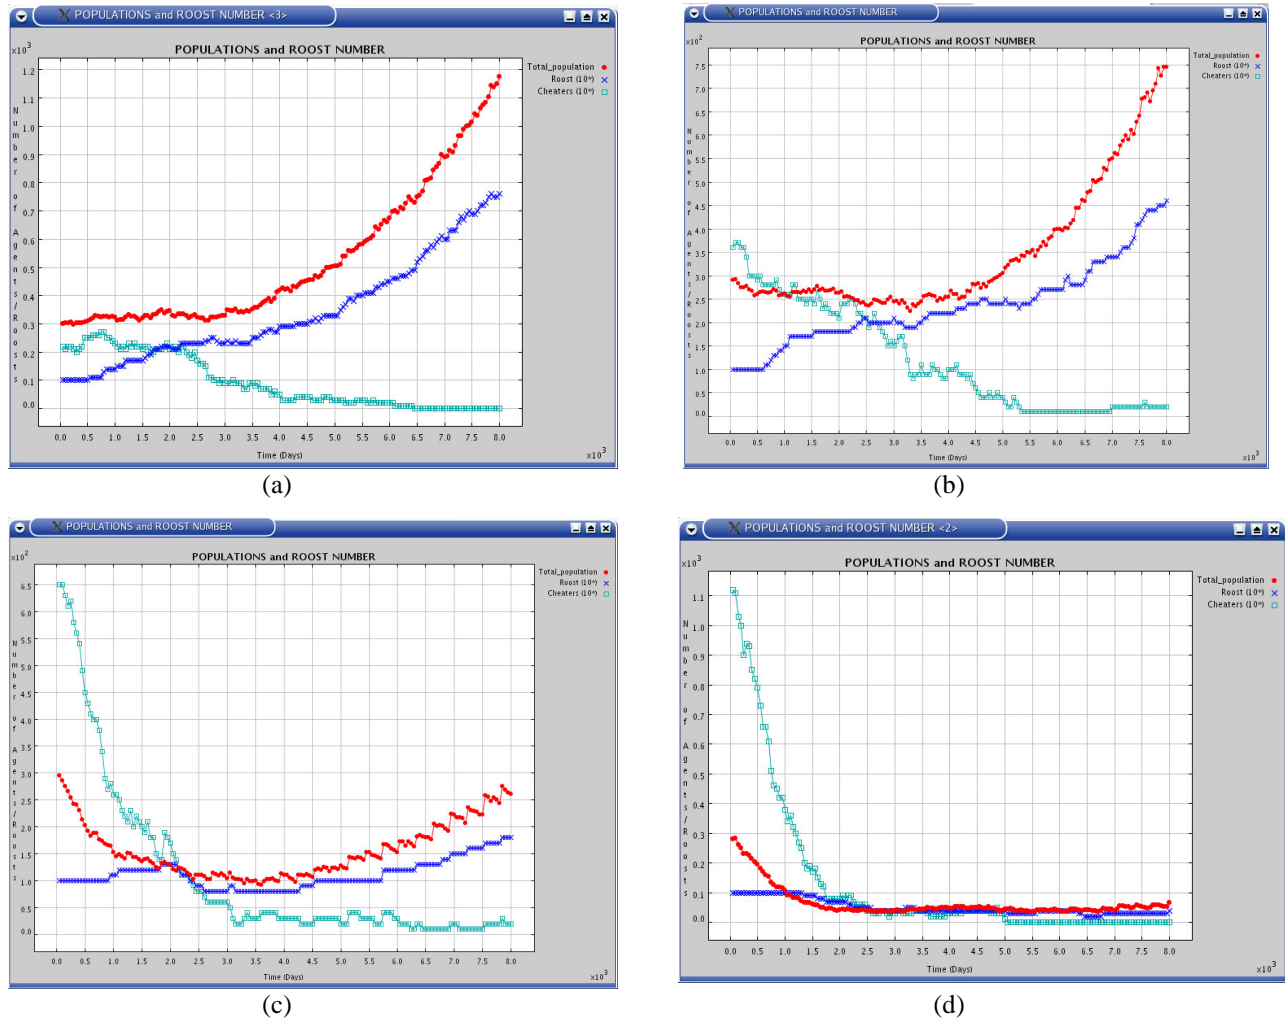 POPULATIONS and ROOST NUMBER <3>
POPULATIONS and ROOST NUMBER
x10³
Total_population
Roost (10*)
Cheaters (10*)
1.2
1.1
1.0
0.9
0.8
0.7
0.6
0.5
0.4
0.3
0.2
0.1
0.0
Number of Agents/Roosts
0.0 0.5 1.0 1.5 2.0 2.5 3.0 3.5 4.0 4.5 5.0 5.5 6.0 6.5 7.0 7.5 8.0
Time (Days)
x10³
(a)
POPULATIONS and ROOST NUMBER
POPULATIONS and ROOST NUMBER
x10²
Total_population
Roost (10*)
Cheaters (10*)
7.5
7.0
6.5
6.0
5.5
5.0
4.5
4.0
3.5
3.0
2.5
2.0
1.5
1.0
0.5
0.0
Number of Agents/Roosts
0.0 0.5 1.0 1.5 2.0 2.5 3.0 3.5 4.0 4.5 5.0 5.5 6.0 6.5 7.0 7.5 8.0
Time (Days)
x10³
(b)
POPULATIONS and ROOST NUMBER
POPULATIONS and ROOST NUMBER
x10²
Total_population
Roost (10*)
Cheaters (10*)
6.5
6.0
5.5
5.0
4.5
4.0
3.5
3.0
2.5
2.0
1.5
1.0
0.5
0.0
Number of Agents/Roosts
0.0 0.5 1.0 1.5 2.0 2.5 3.0 3.5 4.0 4.5 5.0 5.5 6.0 6.5 7.0 7.5 8.0
Time (Days)
x10³
(c)
POPULATIONS and ROOST NUMBER <2>
POPULATIONS and ROOST NUMBER
x10³
Total_population
Roost (10*)
Cheaters (10*)
1.1
1.0
0.9
0.8
0.7
0.6
0.5
0.4
0.3
0.2
0.1
0.0
Number of Agents/Roosts
0.0 0.5 1.0 1.5 2.0 2.5 3.0 3.5 4.0 4.5 5.0 5.5 6.0 6.5 7.0 7.5 8.0
Time (Days)
x10³
(d)